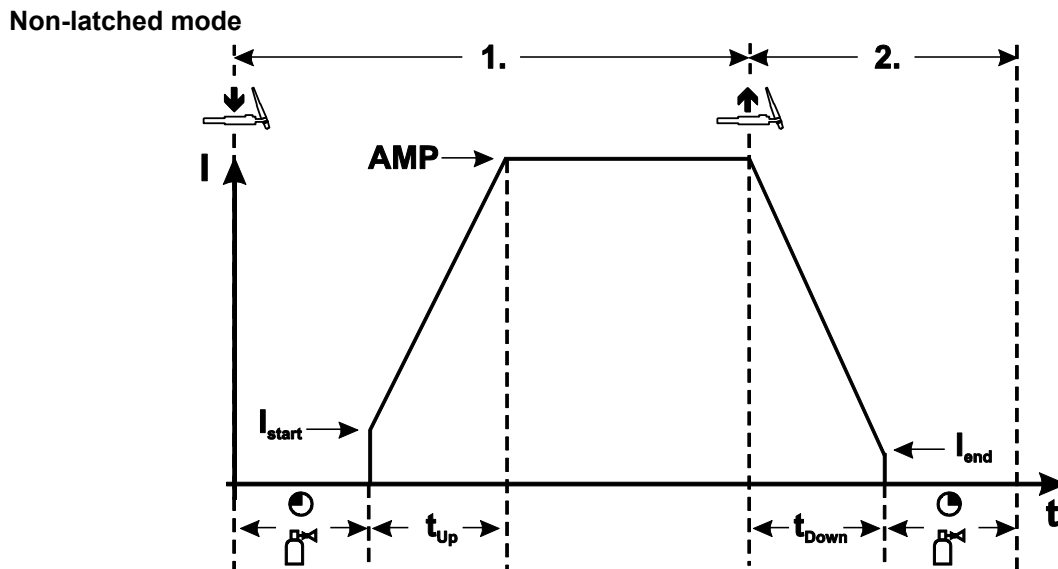 Non-latched mode
1.
2.
AMP
I
Istart
Iend
t
tUp
tDown